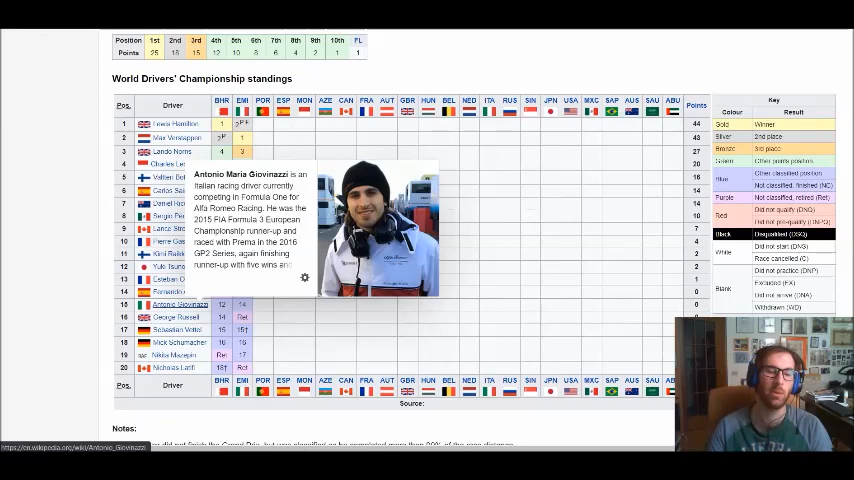 Position 1st 2nd 3rd 4th 5th 6th 7th 8th 9th 10th FL
Points 25 18 15 12 10 8 6 4 2 1 1
World Drivers' Championship standings
Pos. Driver BHR EMI POR ESP MON AZE CAN FRA AUT GBR HUN BEL NED ITA RUS SIN JPN USA MXC SAP AUS SAU ABU Points
1 Lewis Hamilton 1 2 P F 44
2 Max Verstappen 2 P 1 43
3 Lando Norris 4 3 27
4 Charles Lec
5 Valtteri Bott
6 Carlos Sai
7 Daniel Ric
8 Sergio Pér
9 Lance Stro
10 Pierre Gas
11 Kimi Raikk
12 Yuki Tsuno
13 Esteban O
14 Fernando A
15 Antonio Giovinazzi 12 14
16 George Russell 14 Ret
17 Sebastian Vettel 15 15†
18 Mick Schumacher 16 16
19 RAF Nikita Mazepin Ret 17
20 Nicholas Latifi 18† Ret
Pos. Driver BHR EMI POR ESP MON AZE CAN FRA AUT GBR HUN BEL NED ITA RUS SIN JPN USA MXC SAP AUS SAU AB
Source:
Antonio Maria Giovinazzi is an
Italian racing driver currently
competing in Formula One for
Alfa Romeo Racing. He was the
2015 FIA Formula 3 European
Championship runner-up and
raced with Prema in the 2016
GP2 Series, again finishing
runner-up with five wins and
Key
Colour Result
Gold Winner
Silver 2nd place
Bronze 3rd place
Green Other points position
Blue Other classified position
Not classified, finished (NC)
Purple Not classified, retired (Ret)
Red Did not qualify (DNQ)
Did not pre-qualify (DNPQ)
Black Disqualified (DSQ)
White Did not start (DNS)
Race cancelled (C)
Blank Did not practice (DNP)
Excluded (EX)
Did not arrive (DNA)
Withdrawn (WD)
Notes:
https://en.wikipedia.org/wiki/Antonio_Giovinazzi